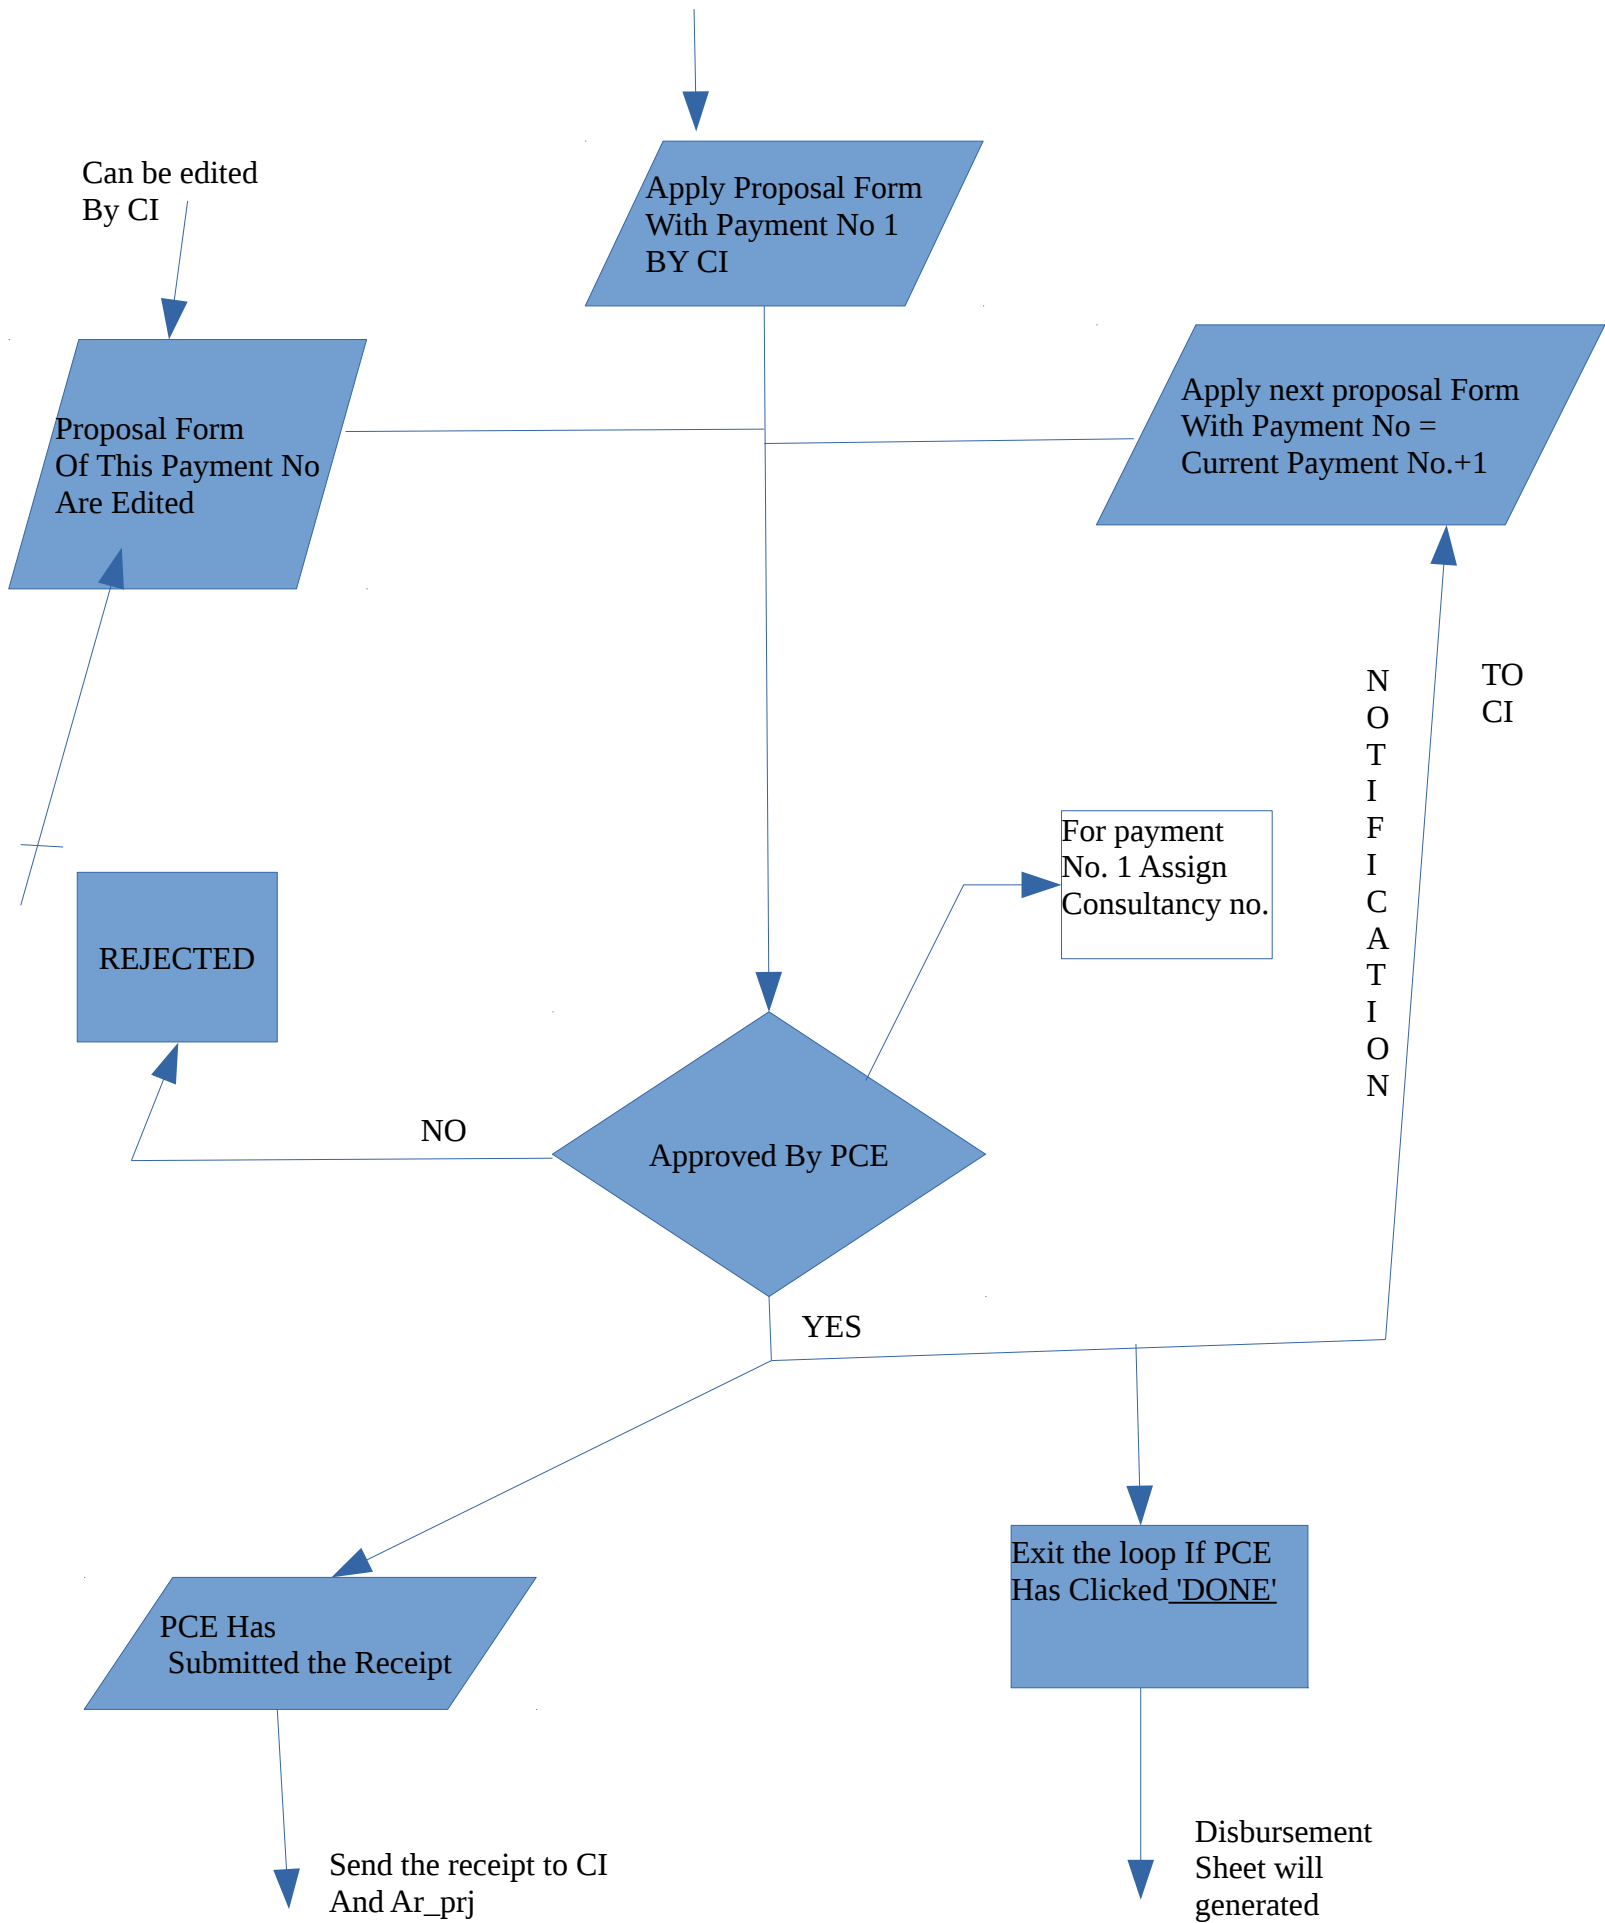 Can be edited
By CI
Apply Proposal Form
With Payment No 1
BY CI
Proposal Form
Of This Payment No
Are Edited
Apply next proposal Form
With Payment No =
Current Payment No.+1
N
O
T
I
F
I
C
A
T
I
O
N
TO
CI
For payment
No. 1 Assign
Consultancy no.
REJECTED
NO
Approved By PCE
YES
Exit the loop If PCE
Has Clicked 'DONE'
PCE Has
Submitted the Receipt
Send the receipt to CI
And Ar_prj
Disbursement
Sheet will
generated